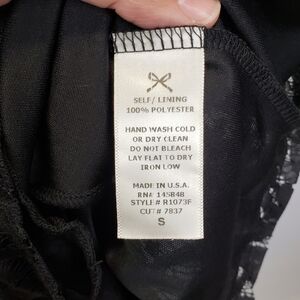 SELF/ LINING
100% POLYESTER
HAND WASH COLD
OR DRY CLEAN
DO NOT BLEACH
LAY FLAT TO DRY
IRON LOW
MADE IN U.S.A.
RN# 145848
STYLE# R1073F
CUT# 7837
S